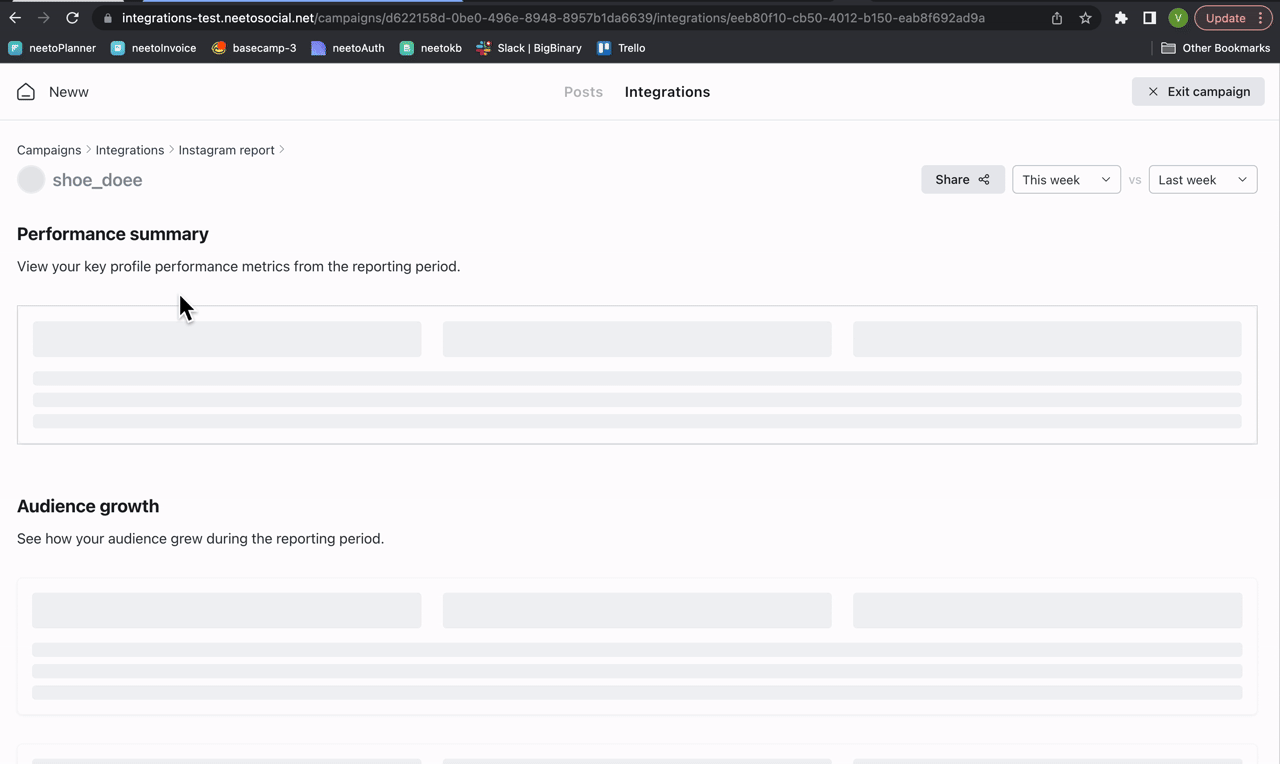 integrations-test.neetosocial.net/campaigns/d622158d-0be0-496e-8948-8957b1da6639/integrations/eeb80f10-cb50-4012-b150-eab8f692ad9a
V
Update
neetoPlanner neetoInvoice basecamp-3 neetoAuth neetokb Slack | BigBinary Trello Other Bookmarks
Neww Posts Integrations Exit campaign
Campaigns > Integrations > Instagram report >
shoe_doee Share This week vs Last week
Performance summary
View your key profile performance metrics from the reporting period.
Audience growth
See how your audience grew during the reporting period.